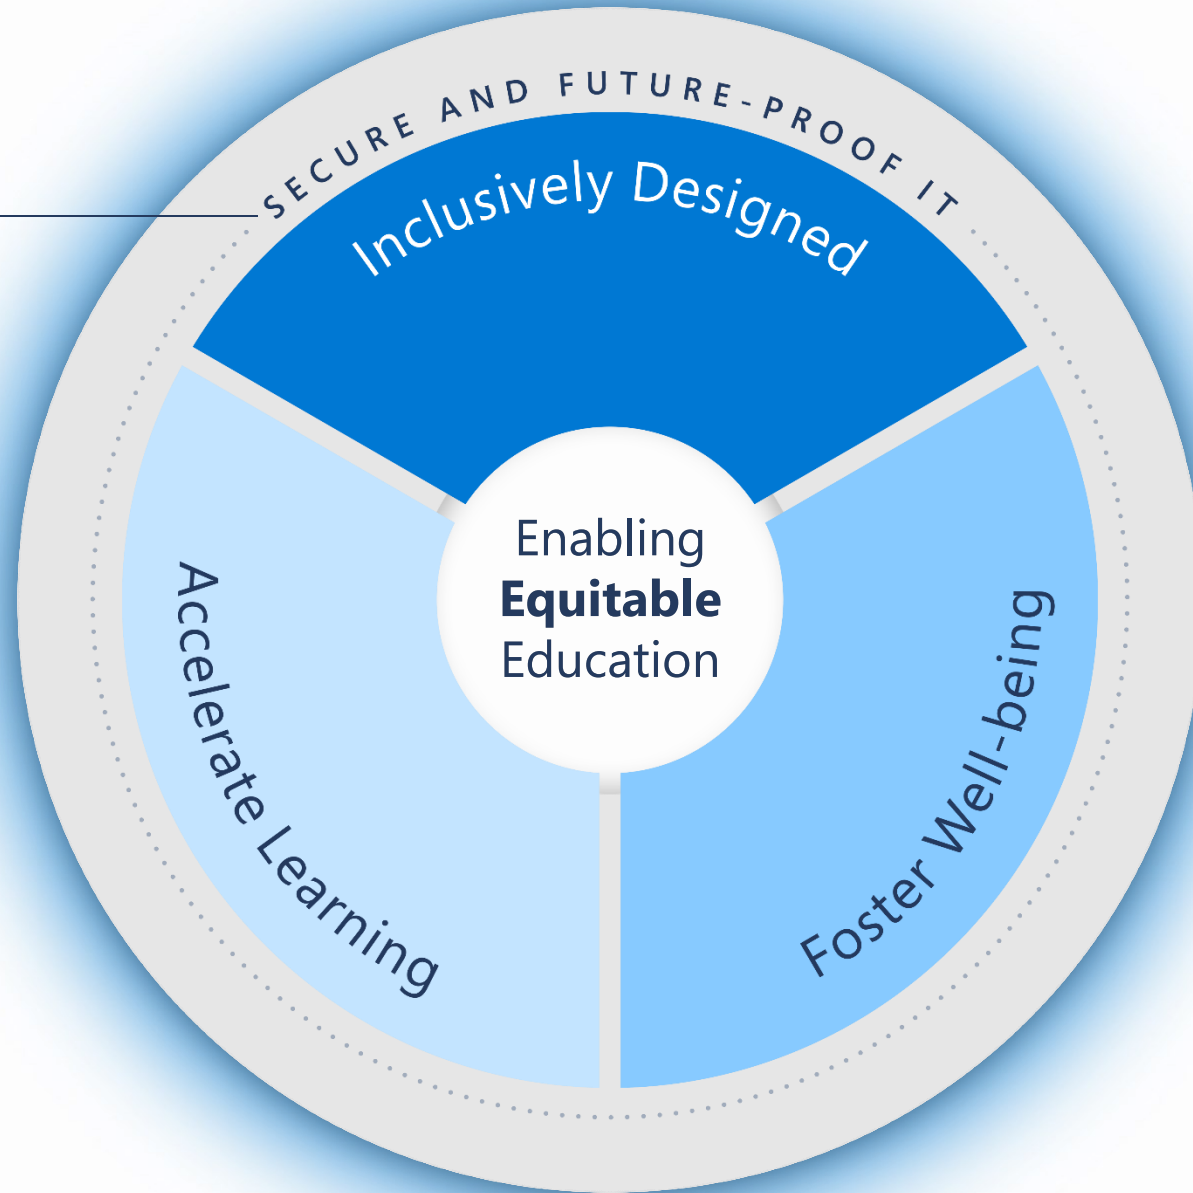 SECURE AND FUTURE-PROOF IT
Inclusively Designed
Enabling
Equitable
Education
Accelerate Learning
Foster Well-being